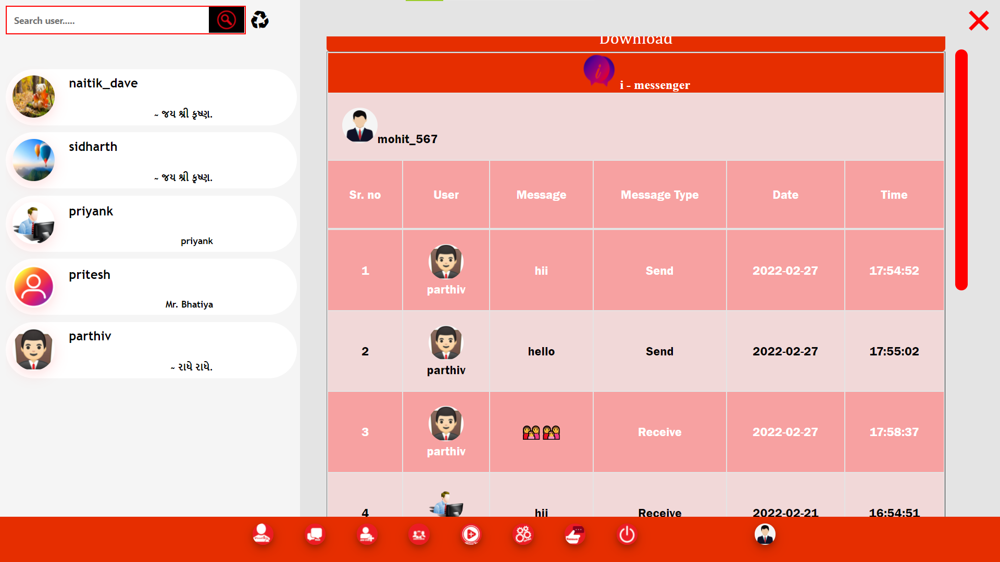 Search user.....
naitik_dave
~ જય શ્રી કૃષ્ણ.
sidharth
~ જય શ્રી કૃષ્ણ.
priyank
priyank
pritesh
Mr. Bhatiya
parthiv
~ રાધે રાધે.
Download
i
i - messenger
mohit_567
Sr. no User Message Message Type Date Time
1 parthiv hii Send 2022-02-27 17:54:52
2 parthiv hello Send 2022-02-27 17:55:02
3 parthiv 👩‍👩‍👧👩‍👩‍👧 Receive 2022-02-27 17:58:37
4 hii Receive 2022-02-21 16:54:51